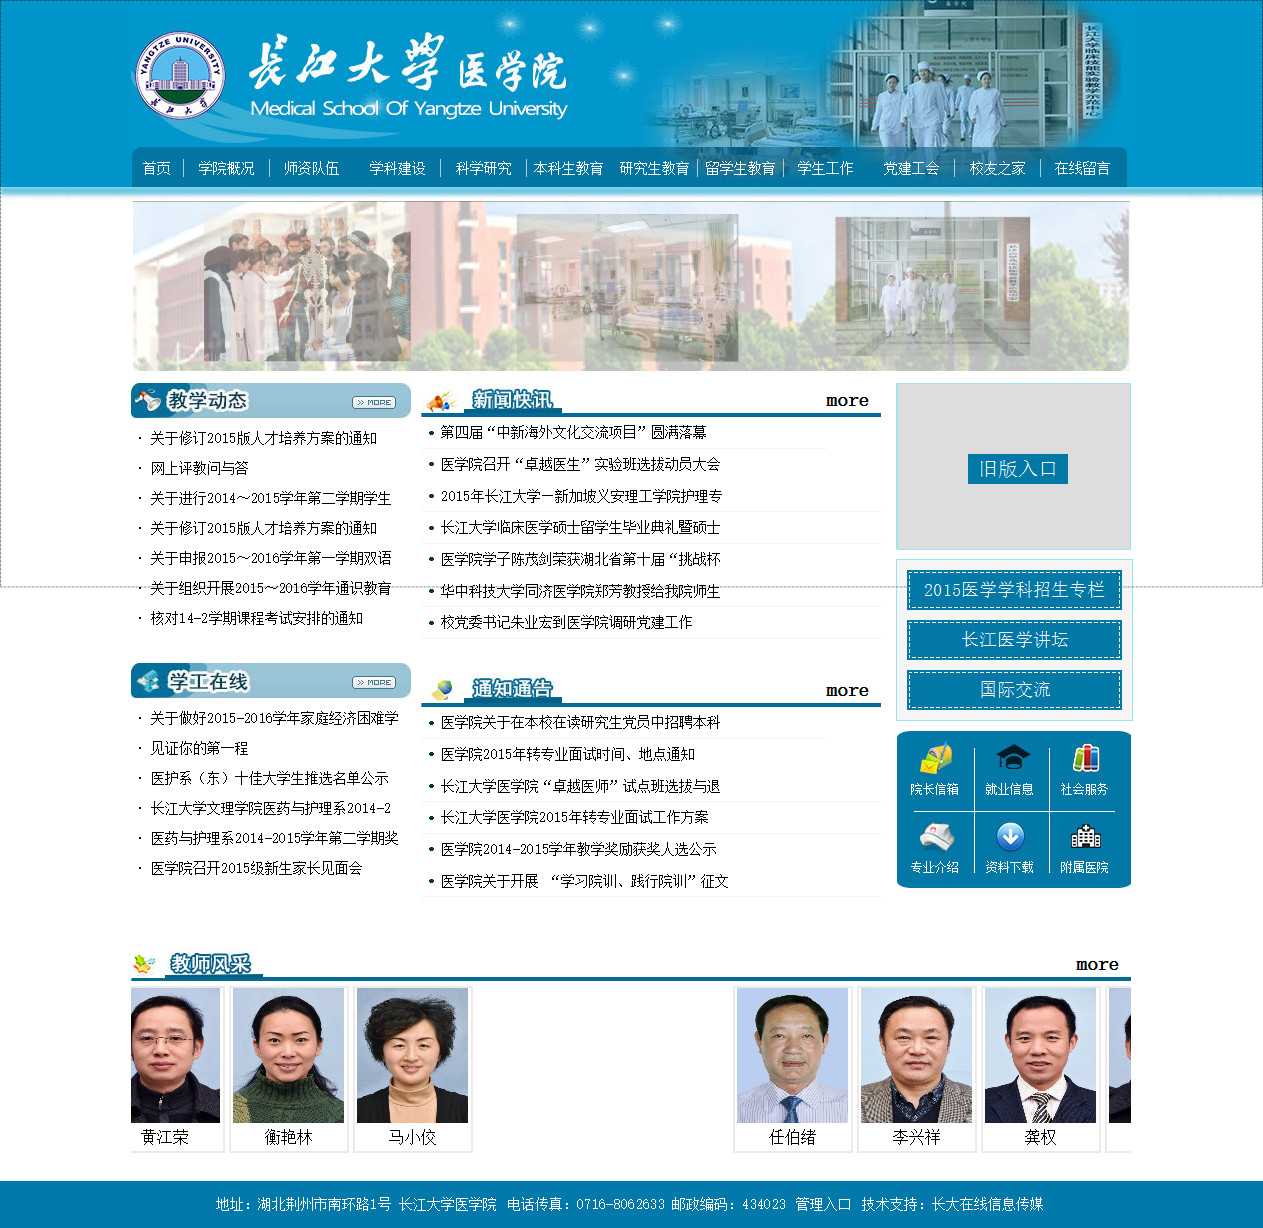 YANGTZE UNIVERSITY
长江大学
长江大学 医学院
Medical School Of Yangtze University
长江大学临床技能实验教学示范中心
首页 学院概况 师资队伍 学科建设 科学研究 本科生教育 研究生教育 留学生教育 学生工作 党建工会 校友之家 在线留言
教学动态 MORE
· 关于修订2015版人才培养方案的通知
· 网上评教问与答
· 关于进行2014～2015学年第二学期学生
· 关于修订2015版人才培养方案的通知
· 关于申报2015～2016学年第一学期双语
· 关于组织开展2015～2016学年通识教育
· 核对14-2学期课程考试安排的通知
学工在线 MORE
· 关于做好2015-2016学年家庭经济困难学
· 见证你的第一程
· 医护系（东）十佳大学生推选名单公示
· 长江大学文理学院医药与护理系2014-2
· 医药与护理系2014-2015学年第二学期奖
· 医学院召开2015级新生家长见面会
新闻快讯 more
第四届“中新海外文化交流项目”圆满落幕
医学院召开“卓越医生”实验班选拔动员大会
2015年长江大学—新加坡义安理工学院护理专
长江大学临床医学硕士留学生毕业典礼暨硕士
医学院学子陈茂剑荣获湖北省第十届“挑战杯
华中科技大学同济医学院郑芳教授给我院师生
校党委书记朱业宏到医学院调研党建工作
通知通告 more
医学院关于在本校在读研究生党员中招聘本科
医学院2015年转专业面试时间、地点通知
长江大学医学院“卓越医师”试点班选拔与退
长江大学医学院2015年转专业面试工作方案
医学院2014-2015学年教学奖励获奖人选公示
医学院关于开展 “学习院训、践行院训”征文
旧版入口
2015医学学科招生专栏
长江医学讲坛
国际交流
院长信箱 就业信息 社会服务
专业介绍 资料下载 附属医院
教师风采 more
黄江荣 衡艳林 马小佼 任伯绪 李兴祥 龚权
地址：湖北荆州市南环路1号 长江大学医学院 电话传真：0716-8062633 邮政编码：434023 管理入口 技术支持：长大在线信息传媒